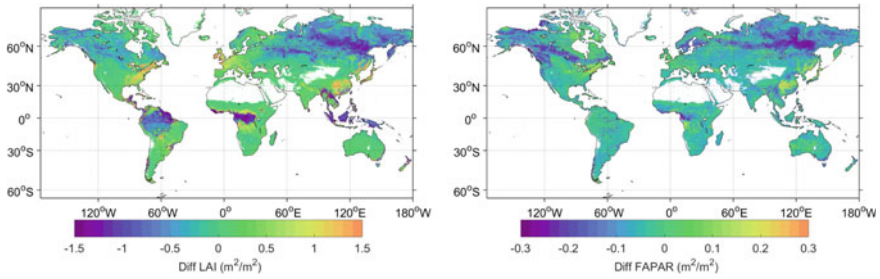 60°N
30°N
0°
30°S
60°S
120°W 60°W 0° 60°E 120°E 180°W
-1.5 -1 -0.5 0 0.5 1 1.5
Diff LAI (m²/m²)
60°N
30°N
0°
30°S
60°S
120°W 60°W 0° 60°E 120°E 180°W
-0.3 -0.2 -0.1 0 0.1 0.2 0.3
Diff FAPAR (m²/m²)